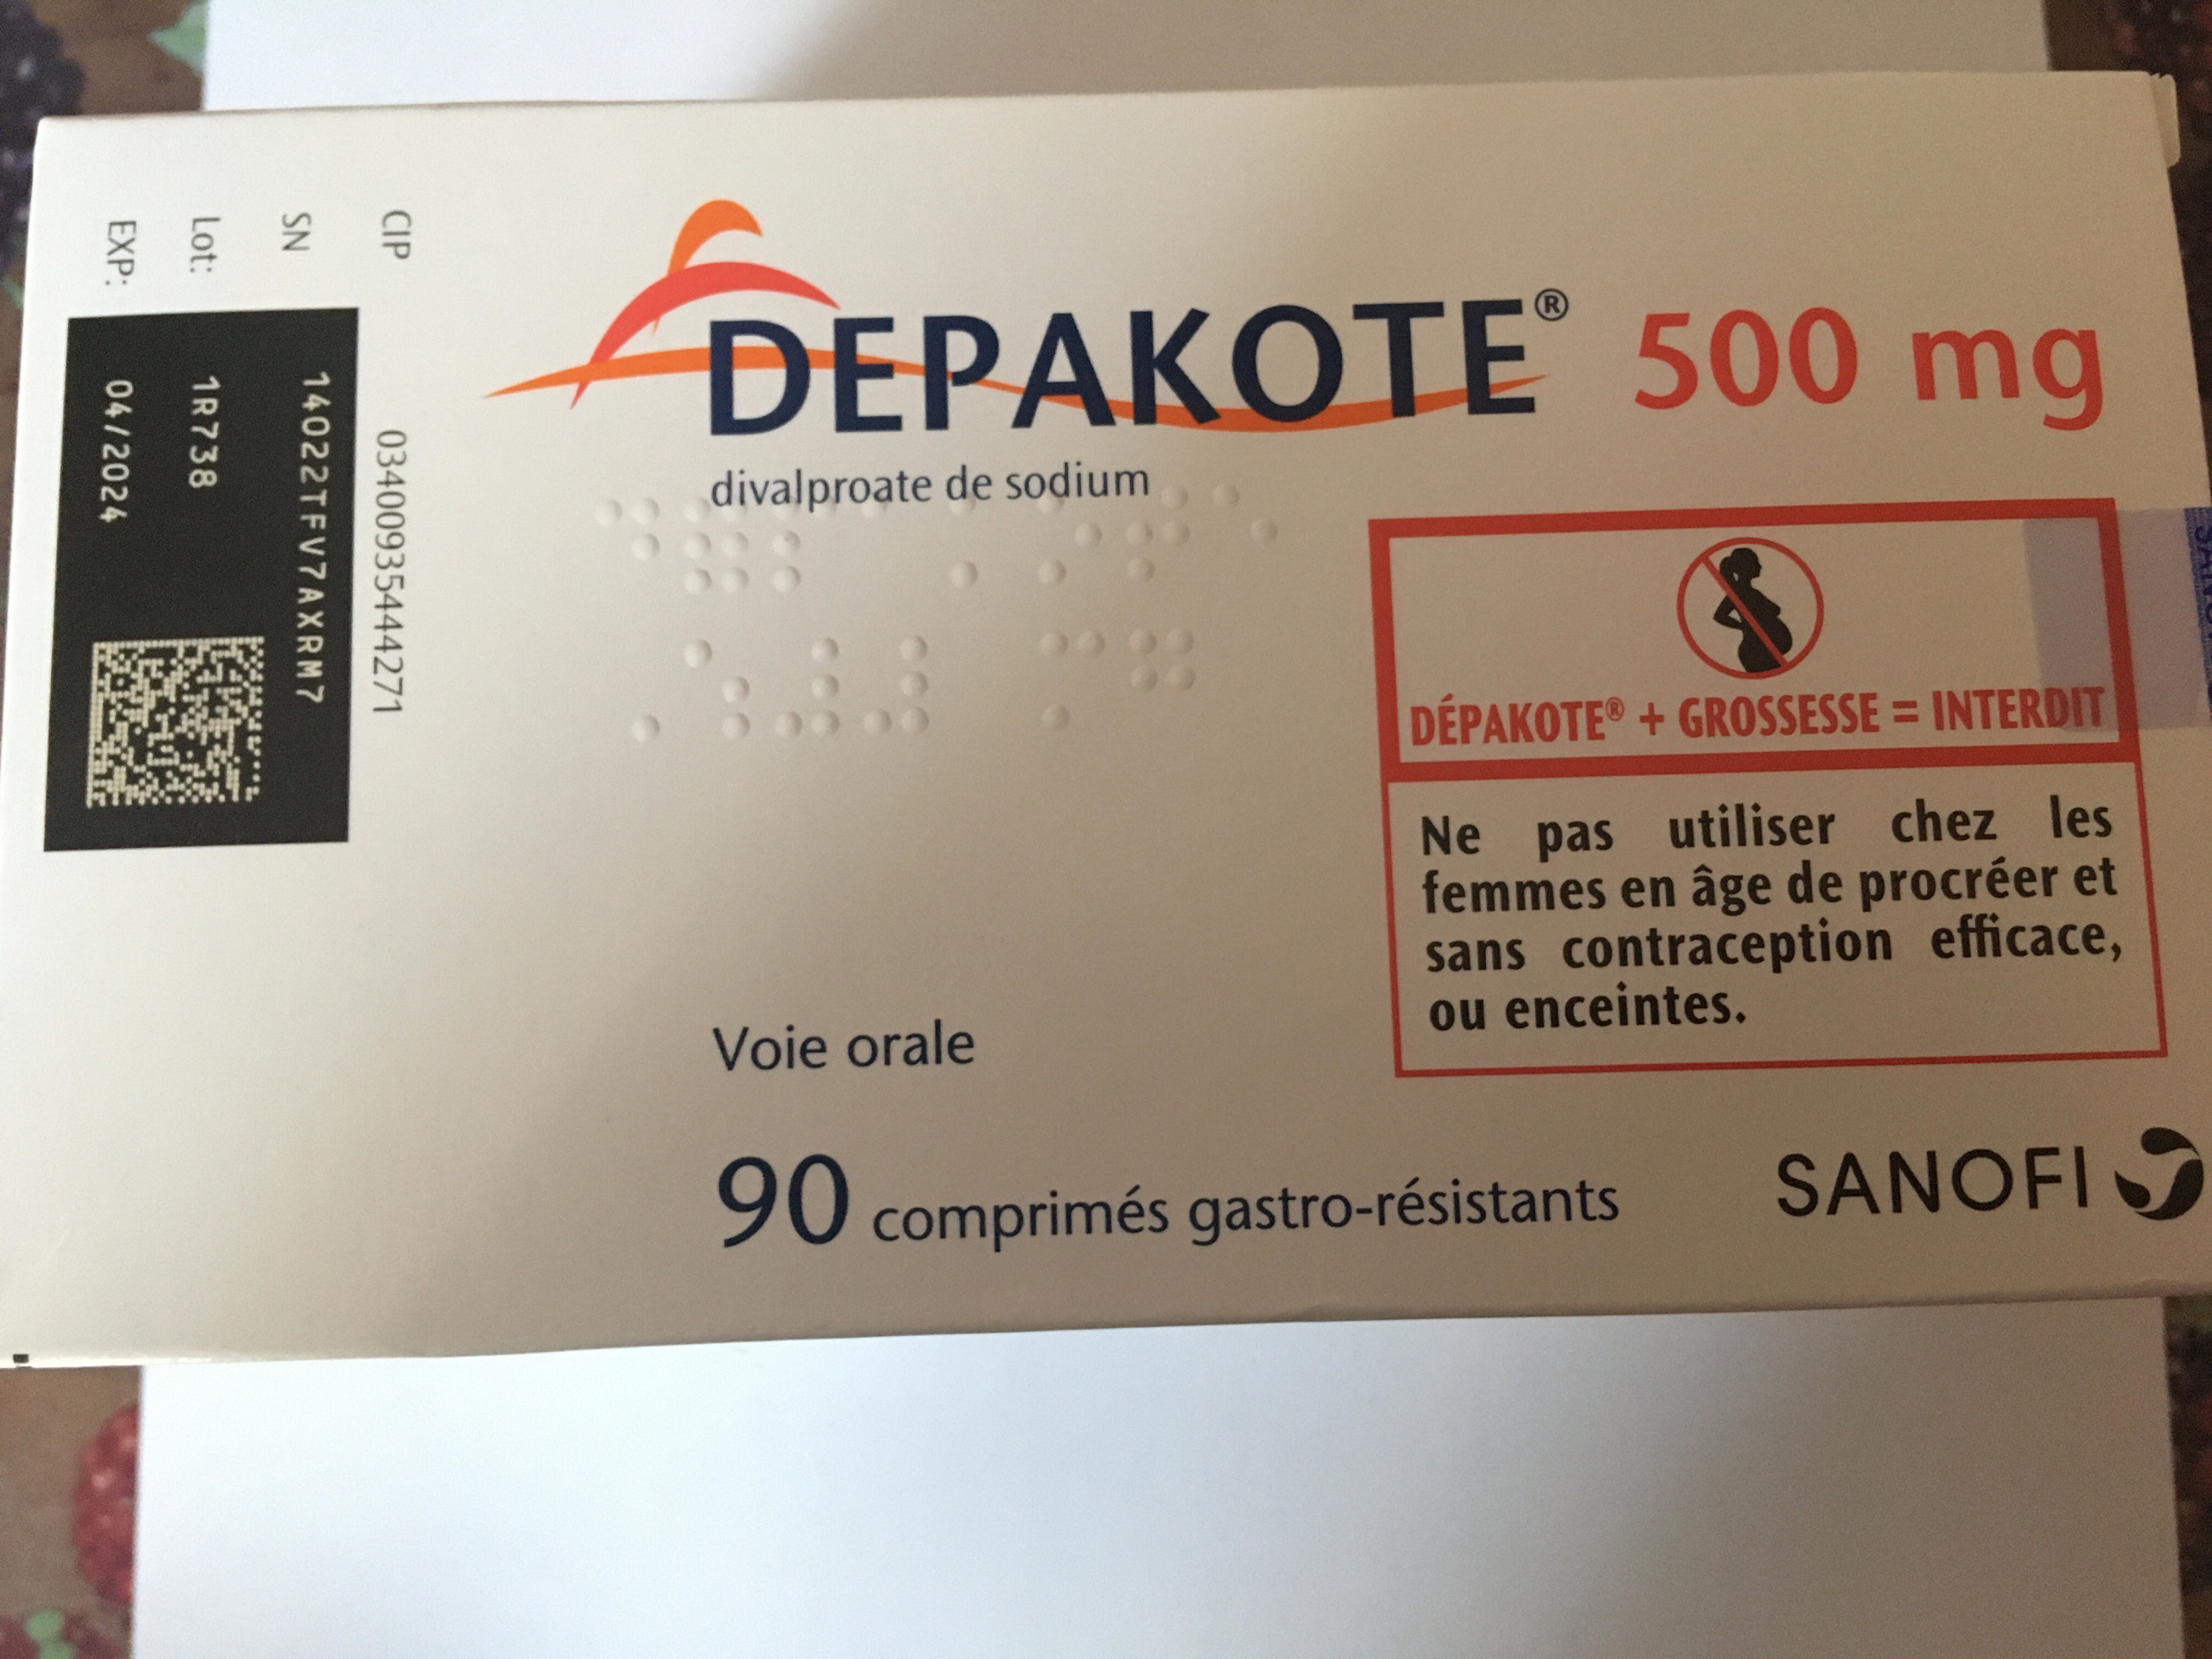 CIP 03400935444271
SN 14022TFV7AXRM7
Lot: 1R738
EXP: 04/2024
DEPAKOTE® 500 mg
divalproate de sodium
DÉPAKOTE® + GROSSESSE = INTERDIT
Ne pas utiliser chez les
femmes en âge de procréer et
sans contraception efficace,
ou enceintes.
Voie orale
90 comprimés gastro-résistants
SANOFI